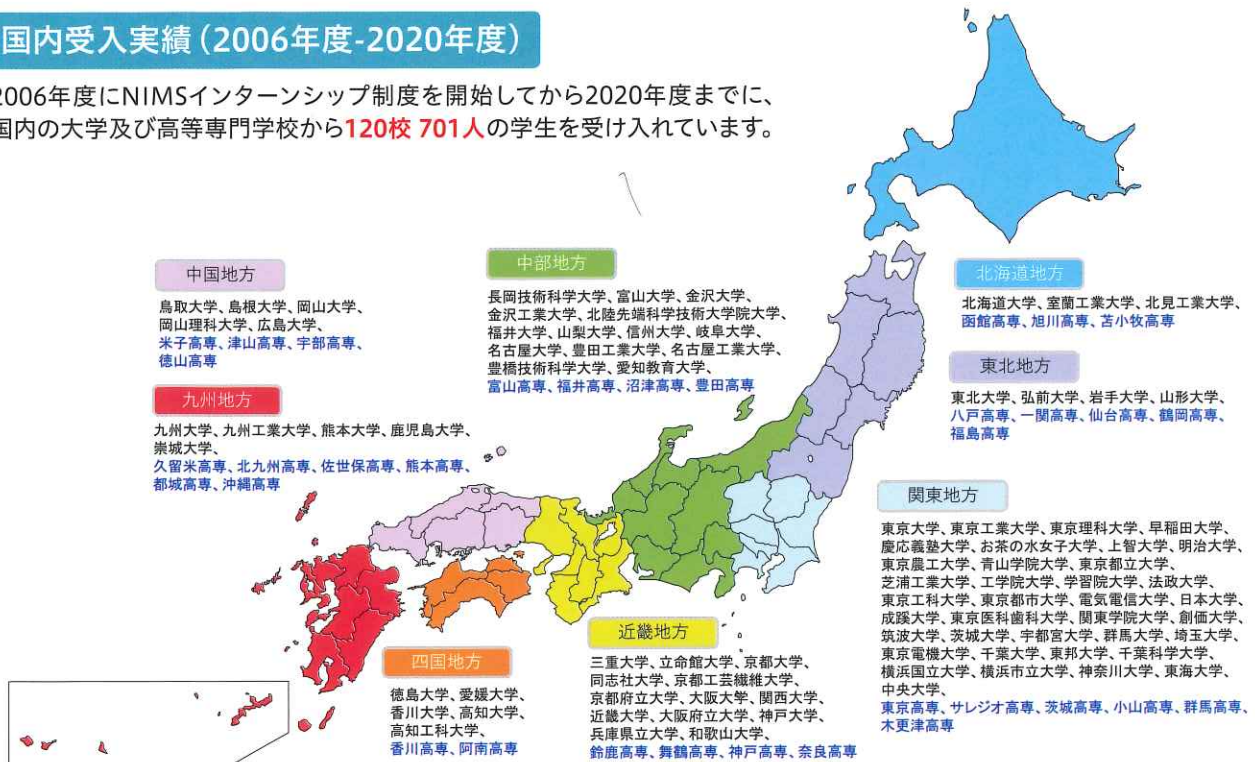 国内受入実績（2006年度-2020年度）
2006年度にNIMSインターンシップ制度を開始してから2020年度までに、
国内の大学及び高等専門学校から120校 701人の学生を受け入れています。
中国地方
鳥取大学、島根大学、岡山大学、
岡山理科大学、広島大学、
米子高専、津山高専、宇部高専、
徳山高専
九州地方
九州大学、九州工業大学、熊本大学、鹿児島大学、
崇城大学、
久留米高専、北九州高専、佐世保高専、熊本高専、
都城高専、沖縄高専
中部地方
長岡技術科学大学、富山大学、金沢大学、
金沢工業大学、北陸先端科学技術大学院大学、
福井大学、山梨大学、信州大学、岐阜大学、
名古屋大学、豊田工業大学、名古屋工業大学、
豊橋技術科学大学、愛知教育大学、
富山高専、福井高専、沼津高専、豊田高専
北海道地方
北海道大学、室蘭工業大学、北見工業大学、
函館高専、旭川高専、苫小牧高専
東北地方
東北大学、弘前大学、岩手大学、山形大学、
八戸高専、一関高専、仙台高専、鶴岡高専、
福島高専
関東地方
東京大学、東京工業大学、東京理科大学、早稲田大学、
慶応義塾大学、お茶の水女子大学、上智大学、明治大学、
東京農工大学、青山学院大学、東京都立大学、
芝浦工業大学、工学院大学、学習院大学、法政大学、
東京工科大学、東京都市大学、電気電信大学、日本大学、
成蹊大学、東京医科歯科大学、関東学院大学、創価大学、
筑波大学、茨城大学、宇都宮大学、群馬大学、埼玉大学、
東京電機大学、千葉大学、東邦大学、千葉科学大学、
横浜国立大学、横浜市立大学、神奈川大学、東海大学、
中央大学、
東京高専、サレジオ高専、茨城高専、小山高専、群馬高専、
木更津高専
四国地方
徳島大学、愛媛大学、
香川大学、高知大学、
高知工科大学、
香川高専、阿南高専
近畿地方
三重大学、立命館大学、京都大学、
同志社大学、京都工芸繊維大学、
京都府立大学、大阪大学、関西大学、
近畿大学、大阪府立大学、神戸大学、
兵庫県立大学、和歌山大学、
鈴鹿高専、舞鶴高専、神戸高専、奈良高専